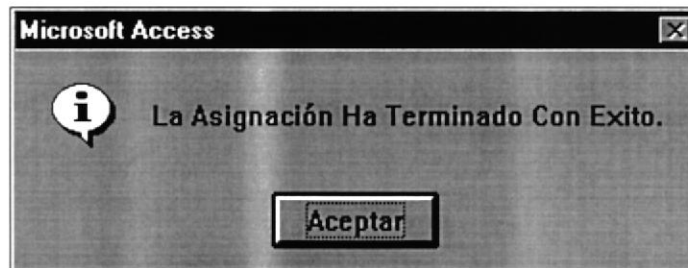 Microsoft Access
La Asignación Ha Terminado Con Exito.
Aceptar